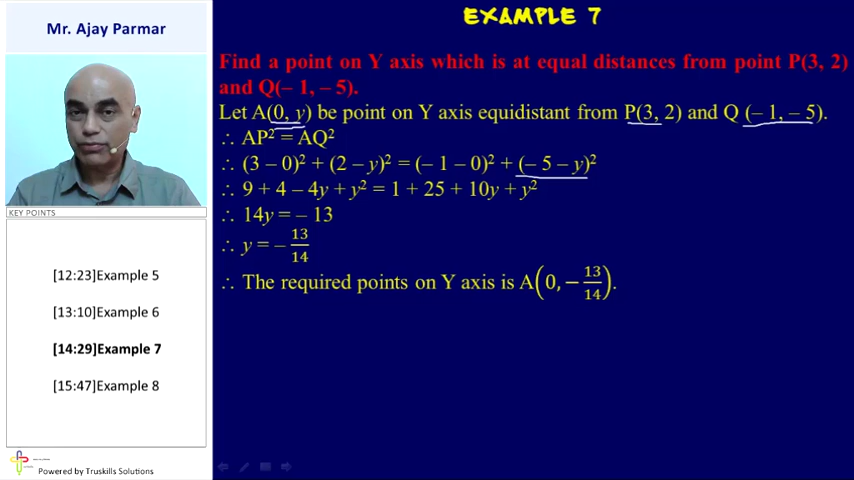 Mr. Ajay Parmar
KEY POINTS
[12:23]Example 5
[13:10]Example 6
[14:29]Example 7
[15:47]Example 8
Powered by Truskills Solutions
EXAMPLE 7
Find a point on Y axis which is at equal distances from point P(3, 2)
and Q(– 1, – 5).
Let A(0, y) be point on Y axis equidistant from P(3, 2) and Q (– 1, – 5).
∴ AP² = AQ²
∴ (3 – 0)² + (2 – y)² = (– 1 – 0)² + (– 5 – y)²
∴ 9 + 4 – 4y + y² = 1 + 25 + 10y + y²
∴ 14y = – 13
∴ y = – 13/14
∴ The required points on Y axis is A(0, – 13/14).